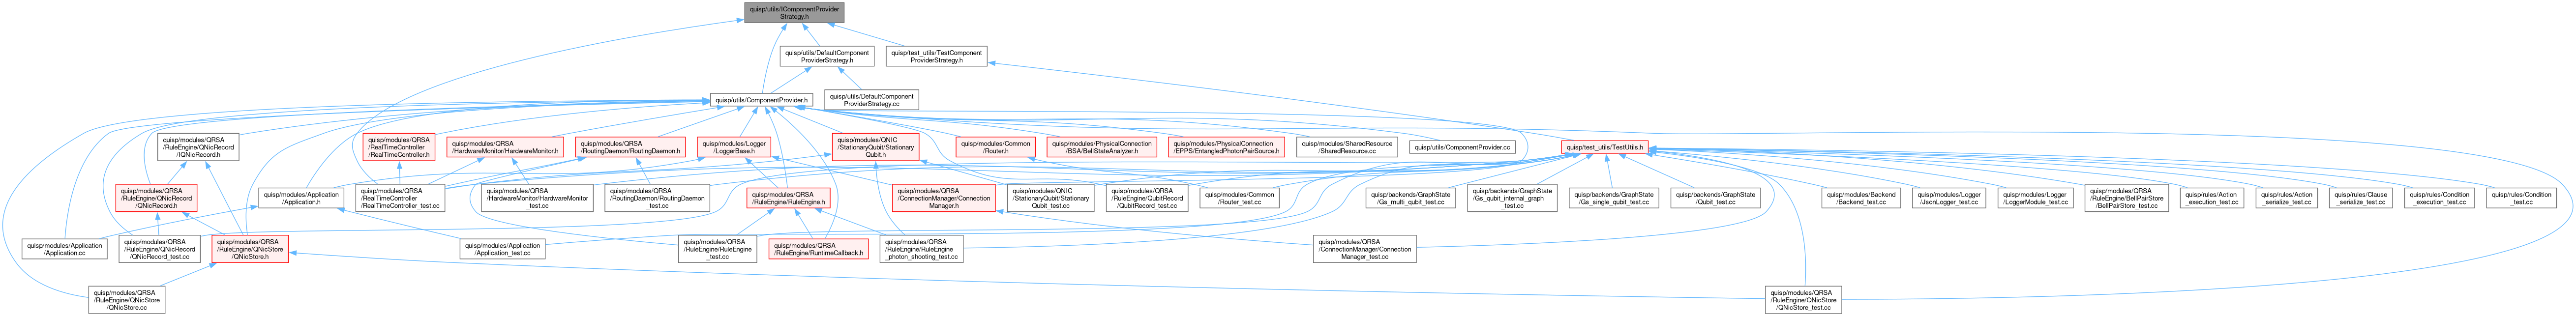 quisp/utils/IComponentProvider
Strategy.h
quisp/utils/DefaultComponent
ProviderStrategy.h
quisp/test_utils/TestComponent
ProviderStrategy.h
quisp/utils/ComponentProvider.h
quisp/utils/DefaultComponent
ProviderStrategy.cc
quisp/modules/QRSA
/RuleEngine/QNicRecord
/IQNicRecord.h
quisp/modules/QRSA
/RealTimeController
/RealTimeController.h
quisp/modules/QRSA
/HardwareMonitor/HardwareMonitor.h
quisp/modules/QRSA
/RoutingDaemon/RoutingDaemon.h
quisp/modules/Logger
/LoggerBase.h
quisp/modules/QNIC
/StationaryQubit/Stationary
Qubit.h
quisp/modules/Common
/Router.h
quisp/modules/PhysicalConnection
/BSA/BellStateAnalyzer.h
quisp/modules/PhysicalConnection
/EPPS/EntangledPhotonPairSource.h
quisp/modules/SharedResource
/SharedResource.cc
quisp/utils/ComponentProvider.cc
quisp/test_utils/TestUtils.h
quisp/modules/QRSA
/RuleEngine/QNicRecord
/QNicRecord.h
quisp/modules/Application
/Application.h
quisp/modules/QRSA
/RealTimeController
/RealTimeController_test.cc
quisp/modules/QRSA
/HardwareMonitor/HardwareMonitor
_test.cc
quisp/modules/QRSA
/RoutingDaemon/RoutingDaemon
_test.cc
quisp/modules/QRSA
/RuleEngine/RuleEngine.h
quisp/modules/QRSA
/ConnectionManager/Connection
Manager.h
quisp/modules/QNIC
/StationaryQubit/Stationary
Qubit_test.cc
quisp/modules/QRSA
/RuleEngine/QubitRecord
/QubitRecord_test.cc
quisp/modules/Common
/Router_test.cc
quisp/backends/GraphState
/Gs_multi_qubit_test.cc
quisp/backends/GraphState
/Gs_qubit_internal_graph
_test.cc
quisp/backends/GraphState
/Gs_single_qubit_test.cc
quisp/backends/GraphState
/Qubit_test.cc
quisp/modules/Backend
/Backend_test.cc
quisp/modules/Logger
/JsonLogger_test.cc
quisp/modules/Logger
/LoggerModule_test.cc
quisp/modules/QRSA
/RuleEngine/BellPairStore
/BellPairStore_test.cc
quisp/rules/Action
_execution_test.cc
quisp/rules/Action
_serialize_test.cc
quisp/rules/Clause
_serialize_test.cc
quisp/rules/Condition
_execution_test.cc
quisp/rules/Condition
_test.cc
quisp/modules/Application
/Application.cc
quisp/modules/QRSA
/RuleEngine/QNicRecord
/QNicRecord_test.cc
quisp/modules/QRSA
/RuleEngine/QNicStore
/QNicStore.h
quisp/modules/Application
/Application_test.cc
quisp/modules/QRSA
/RuleEngine/RuleEngine
_test.cc
quisp/modules/QRSA
/RuleEngine/RuntimeCallback.h
quisp/modules/QRSA
/RuleEngine/RuleEngine
_photon_shooting_test.cc
quisp/modules/QRSA
/ConnectionManager/Connection
Manager_test.cc
quisp/modules/QRSA
/RuleEngine/QNicStore
/QNicStore.cc
quisp/modules/QRSA
/RuleEngine/QNicStore
/QNicStore_test.cc